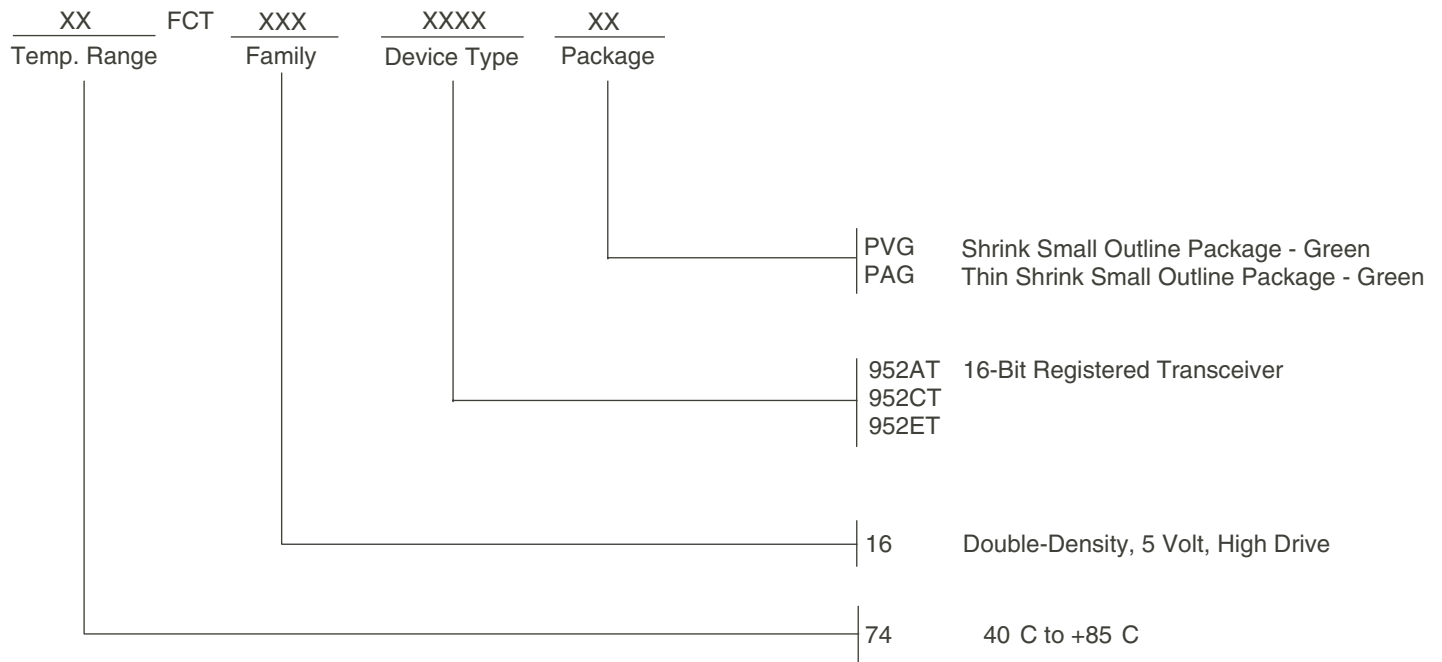 XX FCT XXX XXXX XX
Temp. Range Family Device Type Package
PVG Shrink Small Outline Package - Green
PAG Thin Shrink Small Outline Package - Green
952AT 16-Bit Registered Transceiver
952CT
952ET
16 Double-Density, 5 Volt, High Drive
74 40 C to +85 C